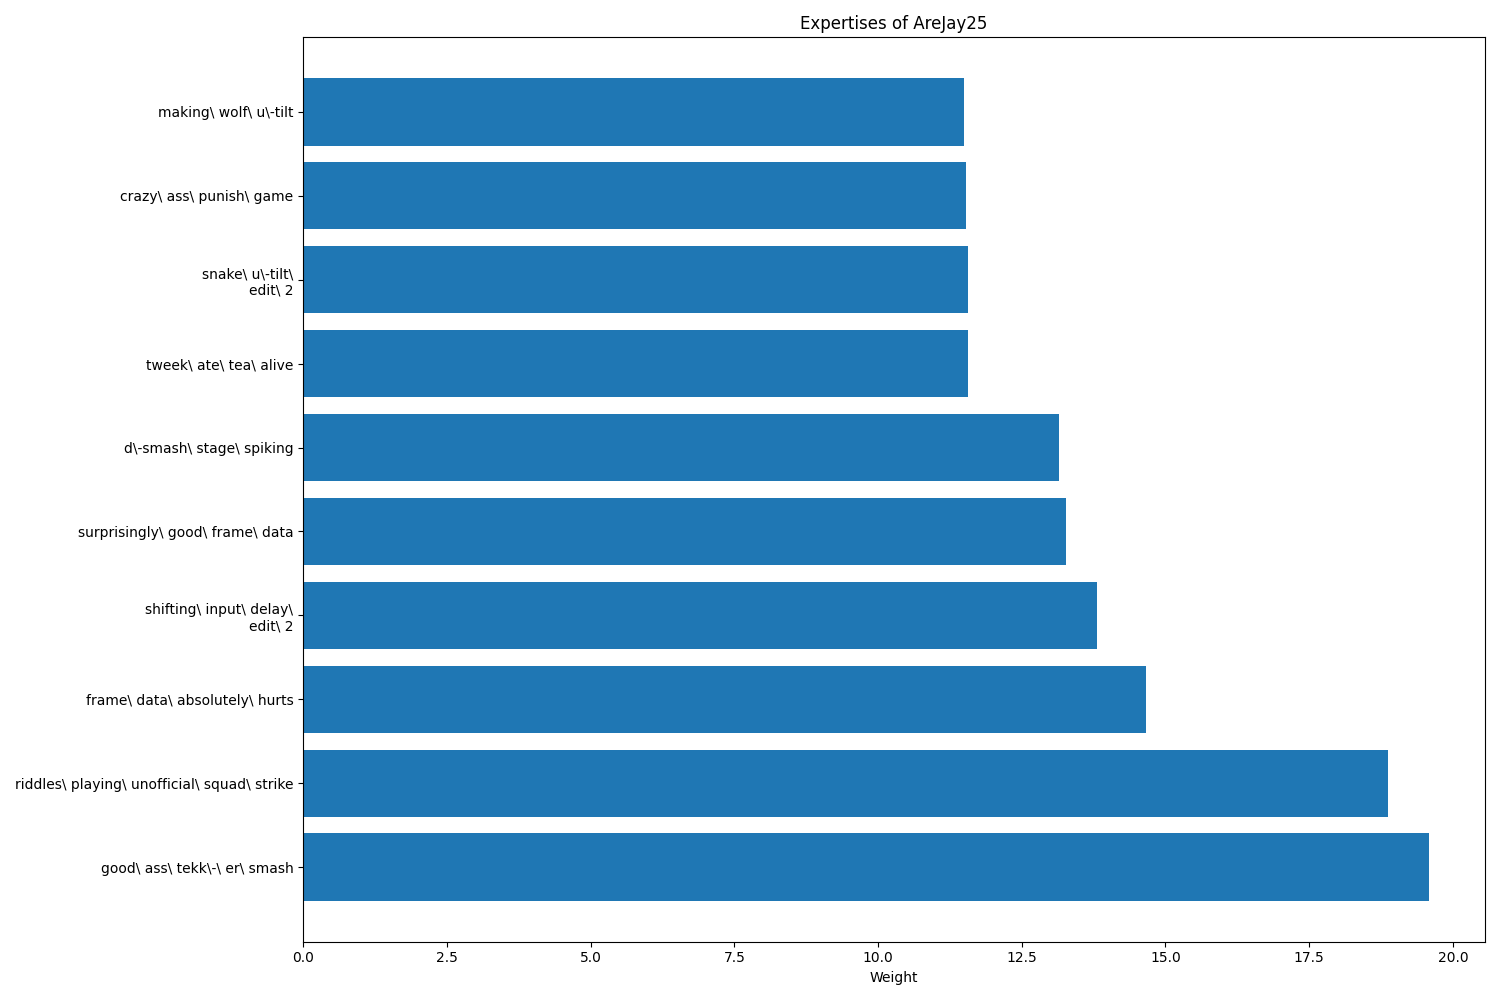 Expertises of AreJay25
making\ wolf\ u\-tilt
crazy\ ass\ punish\ game
snake\ u\-tilt\
edit\ 2
tweek\ ate\ tea\ alive
d\-smash\ stage\ spiking
surprisingly\ good\ frame\ data
shifting\ input\ delay\
edit\ 2
frame\ data\ absolutely\ hurts
riddles\ playing\ unofficial\ squad\ strike
good\ ass\ tekk\-\ er\ smash
0.0 2.5 5.0 7.5 10.0 12.5 15.0 17.5 20.0
Weight